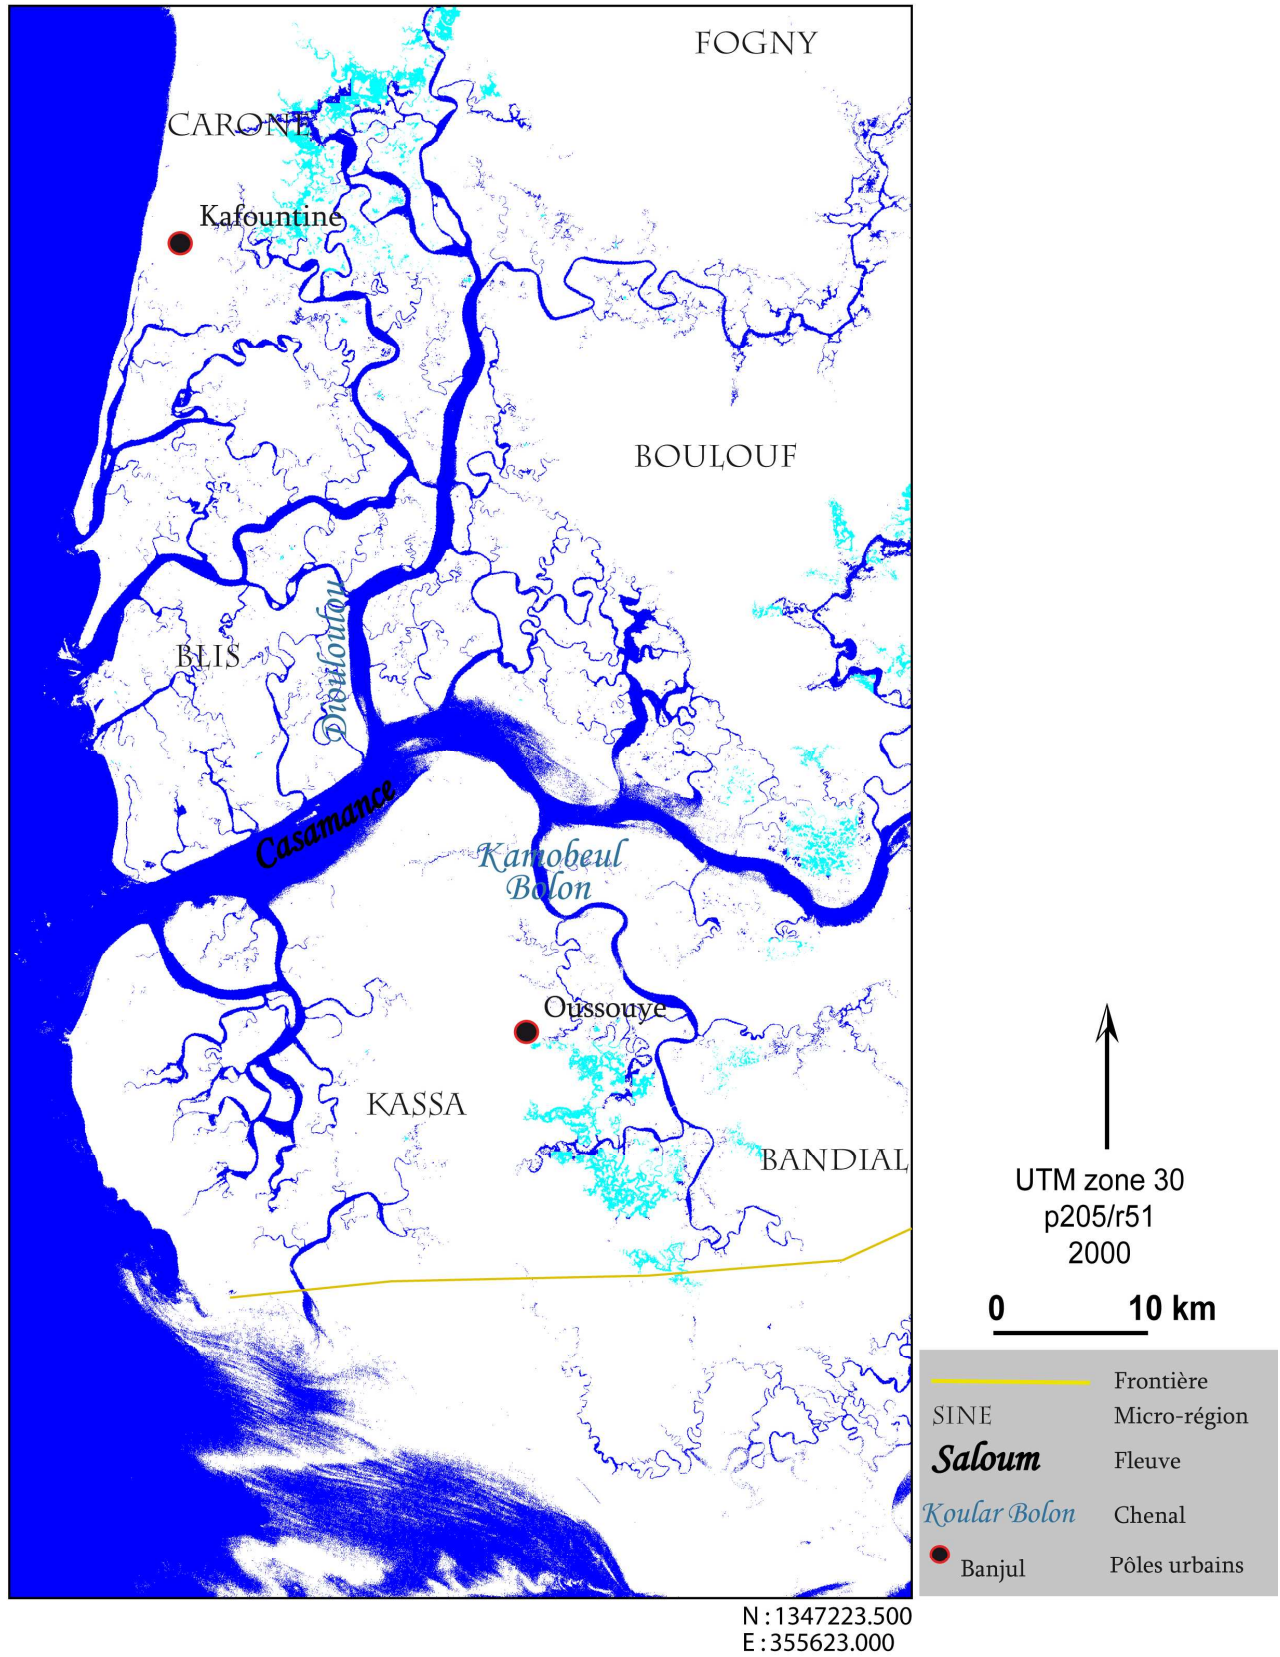 FOGNY
CARONE
Kafountine
BOULOUF
BLIS
Diouloulou
Casamance
Kamobeul
Bolon
Oussouye
KASSA
BANDIAL
UTM zone 30
p205/r51
2000
0 10 km
Frontière
SINE Micro-région
Saloum Fleuve
Koular Bolon Chenal
Banjul Pôles urbains
N : 1347223.500
E : 355623.000